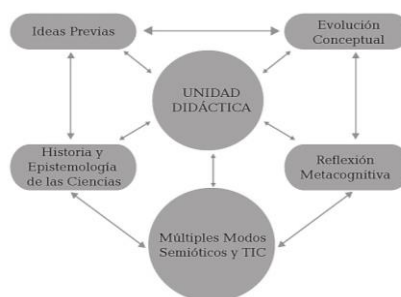 Ideas Previas
Evolución
Conceptual
UNIDAD
DIDÁCTICA
Historia y
Epistemología
de las Ciencias
Reflexión
Metacognitiva
Múltiples Modos
Semióticos y TIC